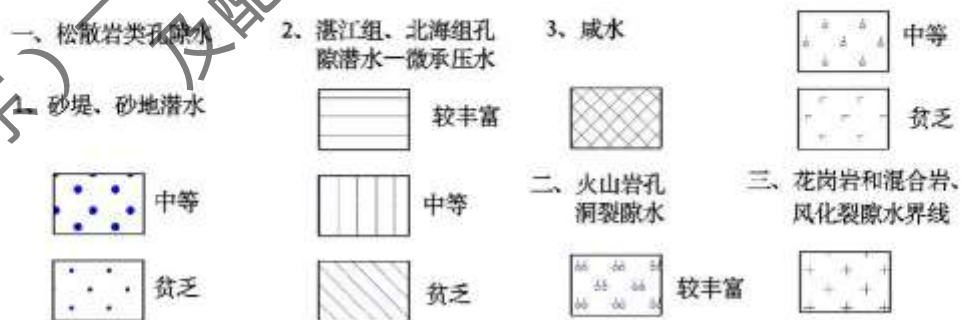 一、松散岩类孔隙水
1、砂堤、砂地潜水
中等
贫乏
2、湛江组、北海组孔
隙潜水一微承压水
较丰富
中等
贫乏
3、咸水
二、火山岩孔
洞裂隙水
较丰富
中等
贫乏
三、花岗岩和混合岩、
风化裂隙水界线